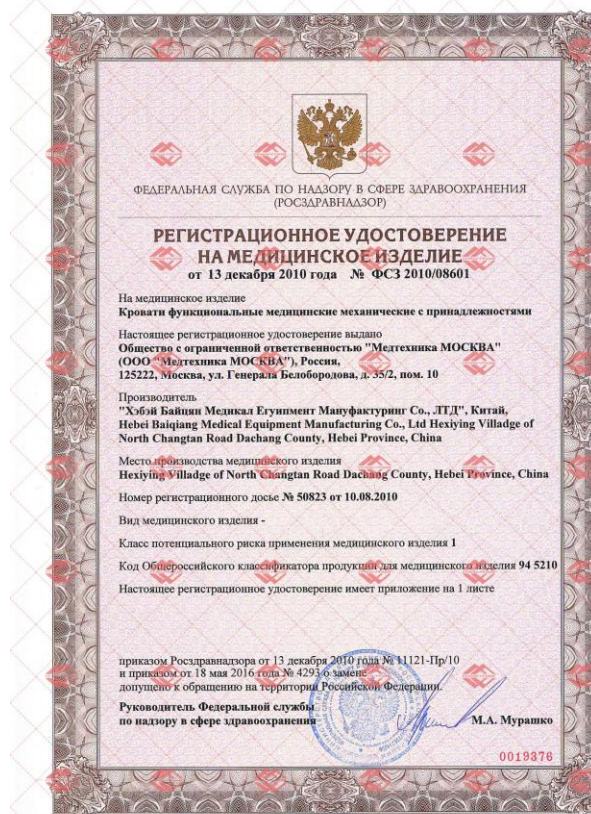 ФЕДЕРАЛЬНАЯ СЛУЖБА ПО НАДЗОРУ В СФЕРЕ ЗДРАВООХРАНЕНИЯ
(РОСЗДРАВНАДЗОР)
РЕГИСТРАЦИОННОЕ УДОСТОВЕРЕНИЕ
НА МЕДИЦИНСКОЕ ИЗДЕЛИЕ
от 13 декабря 2010 года № ФСЗ 2010/08601
На медицинское изделие
Кровати функциональные медицинские механические с принадлежностями
Настоящее регистрационное удостоверение выдано
Общество с ограниченной ответственностью "Медтехника МОСКВА"
(ООО "Медтехника МОСКВА"), Россия,
125222, Москва, ул. Генерала Белобородова, д. 35/2, пом. 10
Производитель
"Хэбэй Байцян Медикал Егуипмент Мануфактуринг Со., ЛТД", Китай,
Hebei Baiqiang Medical Equipment Manufacturing Co., Ltd Hexiying Villadge of
North Changtan Road Dachang County, Hebei Province, China
Место производства медицинского изделия
Hexiying Villadge of North Changtan Road Dachang County, Hebei Province, China
Номер регистрационного досье № 50823 от 10.08.2010
Вид медицинского изделия -
Класс потенциального риска применения медицинского изделия 1
Код Общероссийского классификатора продукции для медицинского изделия 94 5210
Настоящее регистрационное удостоверение имеет приложение на 1 листе
приказом Росздравнадзора от 13 декабря 2010 года № 11121-Пр/10
и приказом от 18 мая 2016 года № 4293 о замене
допущено к обращению на территории Российской Федерации.
Руководитель Федеральной службы
по надзору в сфере здравоохранения
М.А. Мурашко
0019376